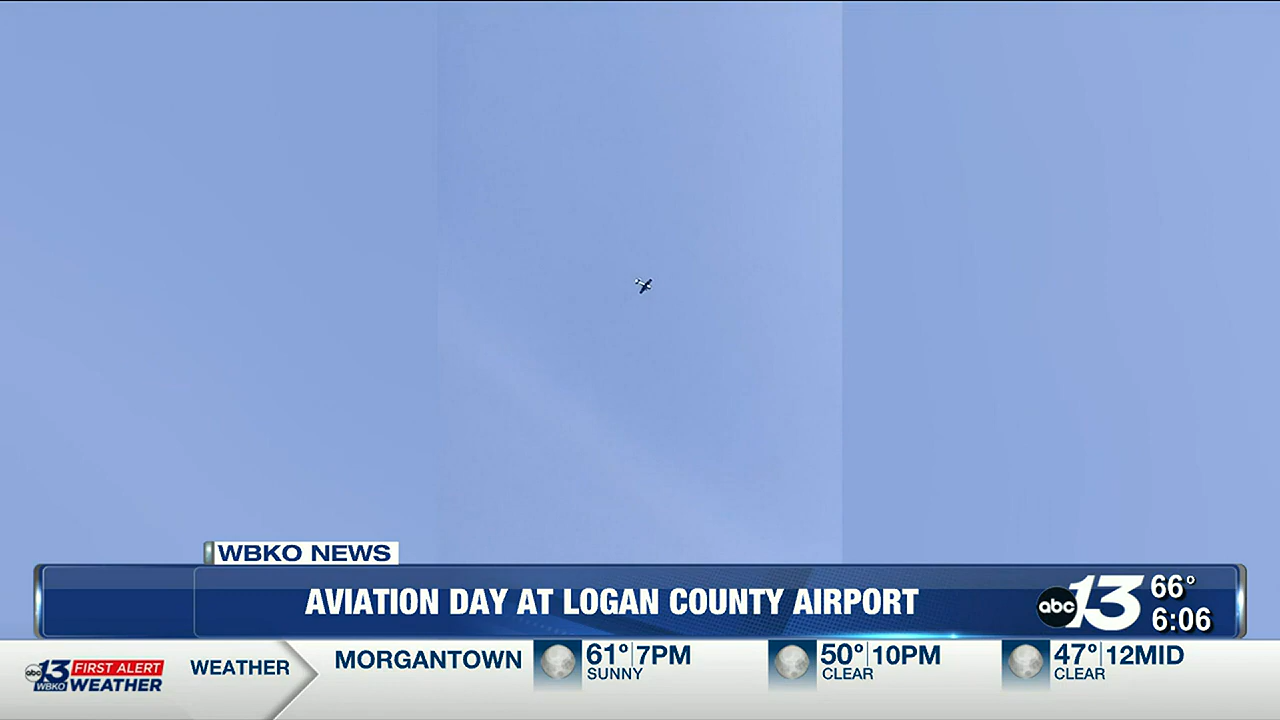 WBKO NEWS
AVIATION DAY AT LOGAN COUNTY AIRPORT
abc 13
66°
6:06
abc 13 WBKO FIRST ALERT WEATHER
WEATHER
MORGANTOWN
61° 7PM
SUNNY
50° 10PM
CLEAR
47° 12MID
CLEAR